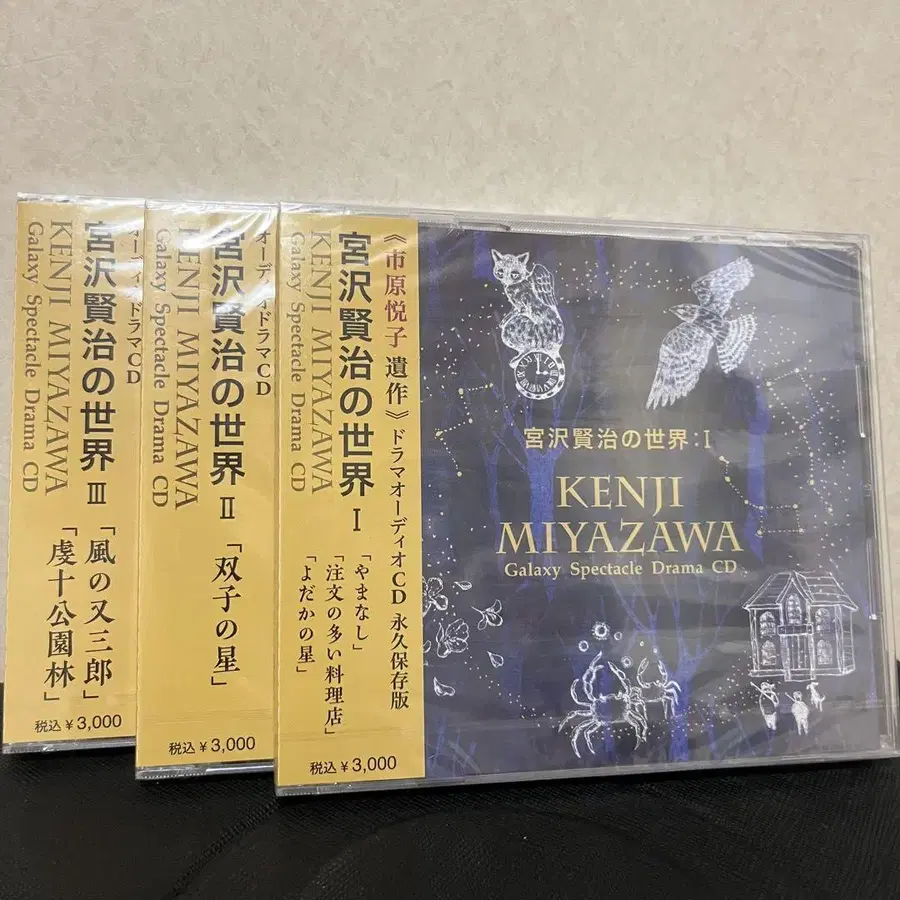 オーディオドラマCD
宮沢賢治の世界 Ⅲ
KENJI MIYAZAWA
Galaxy Spectacle Drama CD
「風の又三郎」
「虔十公園林」
税込¥3,000
オーディオドラマCD
宮沢賢治の世界 Ⅱ
KENJI MIYAZAWA
Galaxy Spectacle Drama CD
「双子の星」
税込¥3,000
《市原悦子 遺作》ドラマオーディオCD 永久保存版
宮沢賢治の世界 Ⅰ
KENJI MIYAZAWA
Galaxy Spectacle Drama CD
「やまなし」
「注文の多い料理店」
「よだかの星」
税込¥3,000
宮沢賢治の世界:Ⅰ
KENJI
MIYAZAWA
Galaxy Spectacle Drama CD